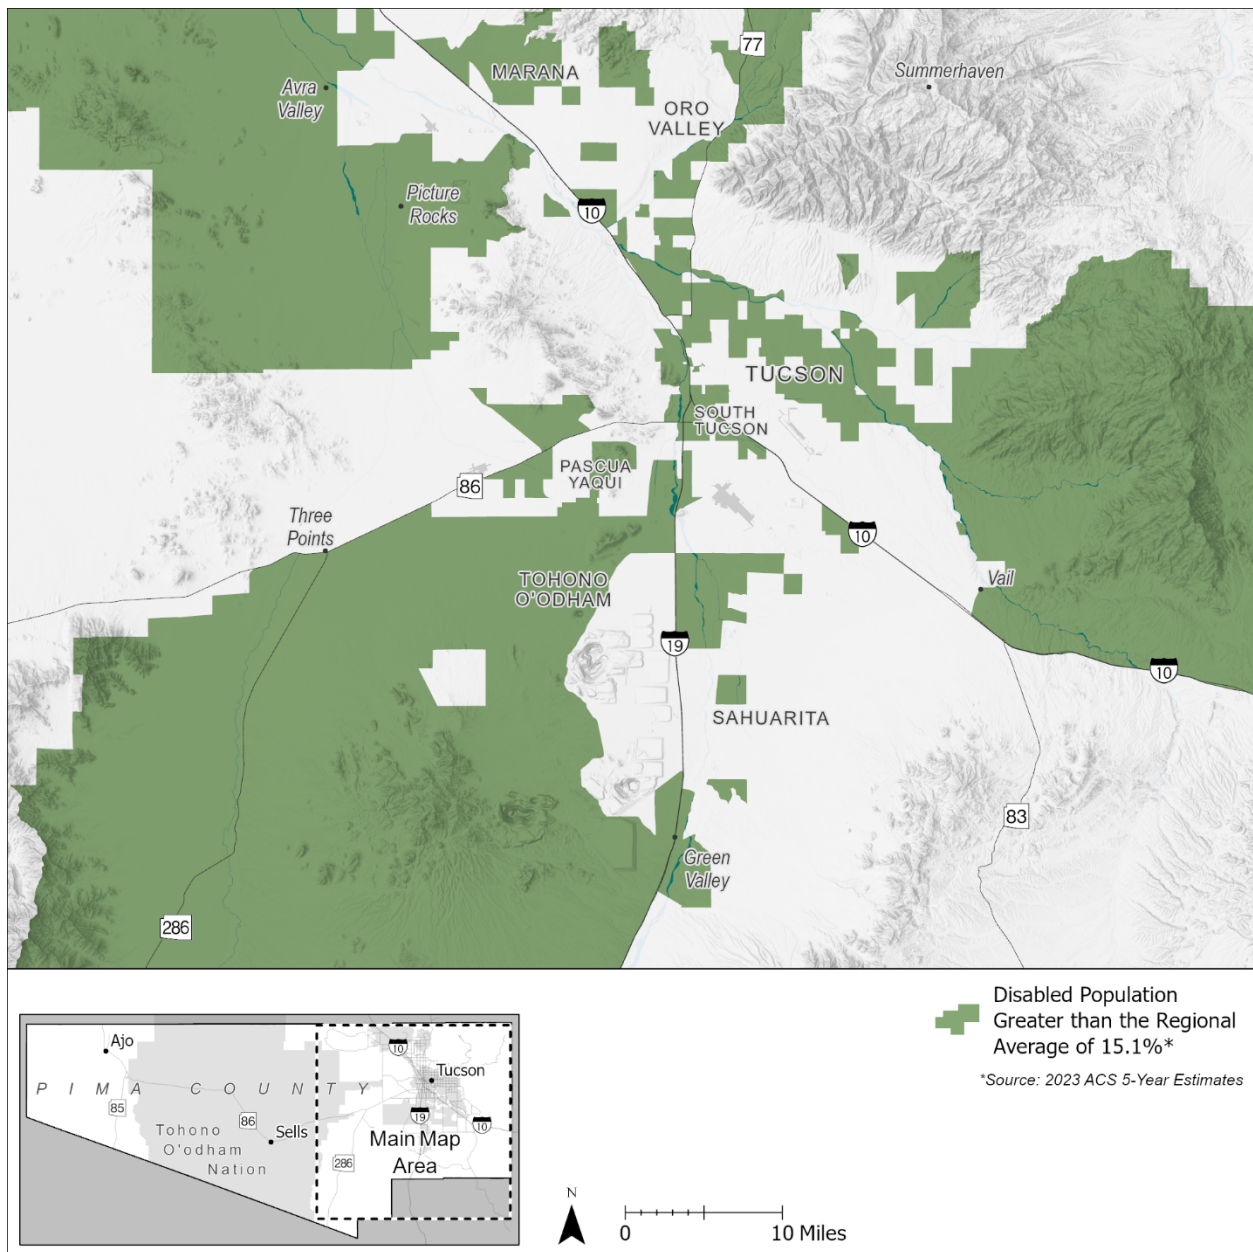 77
MARANA
Summerhaven
Avra
Valley
ORO
VALLEY
Picture
Rocks
10
TUCSON
SOUTH
TUCSON
PASCUA
YAQUI
86
Three
Points
10
TOHONO
O'ODHAM
Vail
19
10
SAHUARITA
83
Green
Valley
286
Disabled Population
Greater than the Regional
Average of 15.1%*
*Source: 2023 ACS 5-Year Estimates
Ajo
10
Tucson
PIMA COUNTY
85
86
19
10
Sells
Tohono
O'odham
Nation
Main Map
Area
286
N
0 10 Miles